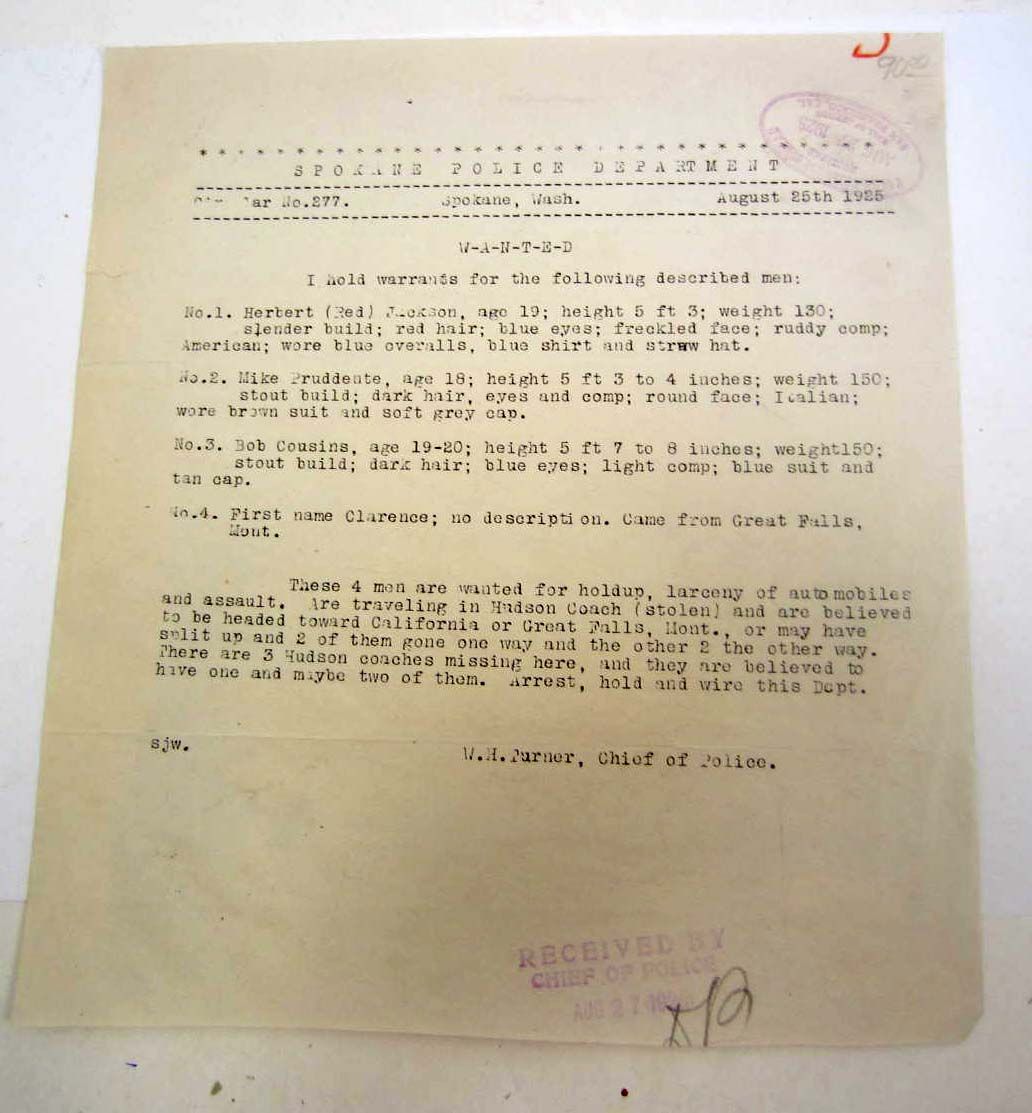 * * * * * * * * * * * * * * * * * * * * * * * * * * * * * * * * * * * *
SPOKANE POLICE DEPARTMENT
No.277. Spokane, Wash. August 25th 1925
W-A-N-T-E-D
I hold warrants for the following described men:
No.1. Herbert (Red) Jackson, age 19; height 5 ft 3; weight 130;
slender build; red hair; blue eyes; freckled face; ruddy comp;
American; wore blue overalls, blue shirt and straw hat.
No.2. Mike Pruddente, age 18; height 5 ft 3 to 4 inches; weight 150;
stout build; dark hair, eyes and comp; round face; Italian;
wore brown suit and soft grey cap.
No.3. Bob Cousins, age 19-20; height 5 ft 7 to 8 inches; weight150;
stout build; dark hair; blue eyes; light comp; blue suit and
tan cap.
No.4. First name Clarence; no description. Came from Great Falls,
Mont.
These 4 men are wanted for holdup, larceny of automobiles
and assault. Are traveling in Hudson Coach (stolen) and are believed
to be headed toward California or Great Falls, Mont., or may have
split up and 2 of them gone one way and the other 2 the other way.
There are 3 Hudson coaches missing here, and they are believed to
have one and maybe two of them. Arrest, hold and wire this Dept.
sjw.
W.H.Turner, Chief of Police.
RECEIVED BY
CHIEF OF POLICE
AUG 27